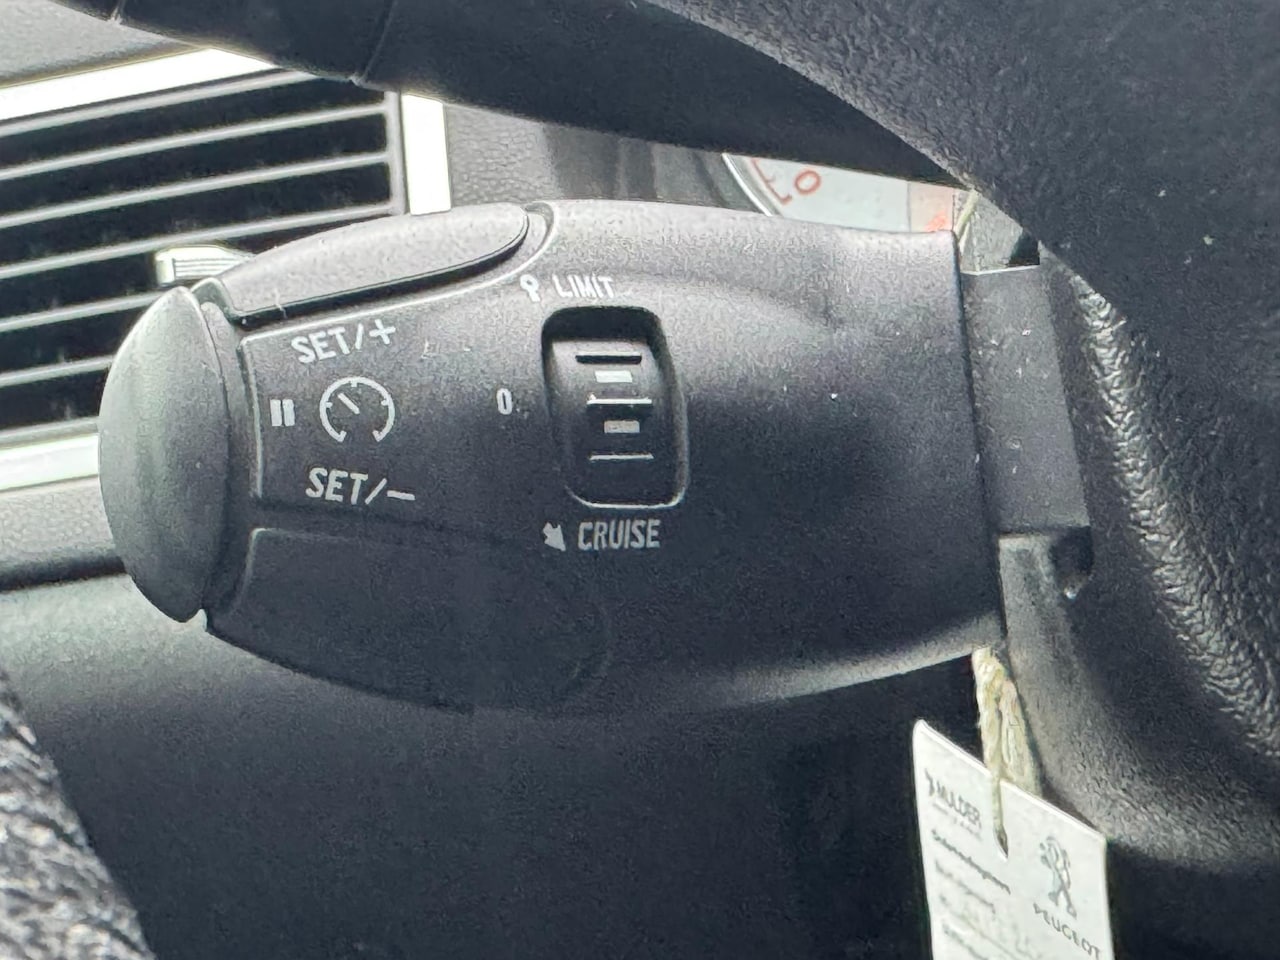 LIMIT
SET/+
0
SET/–
CRUISE
MULDER
PEUGEOT